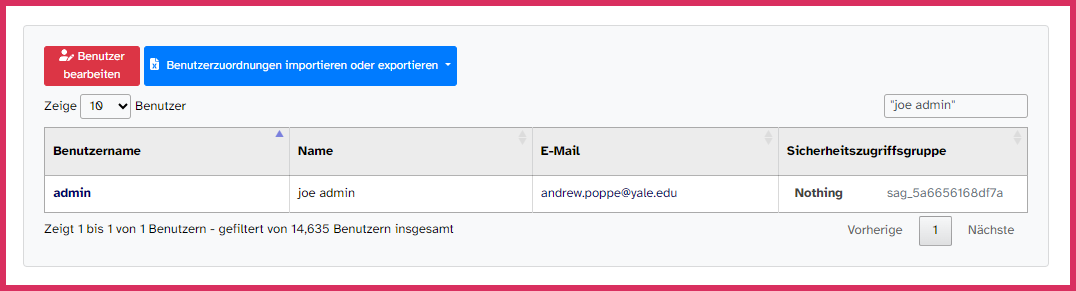 Benutzer
bearbeiten
Benutzerzuordnungen importieren oder exportieren
Zeige 10 Benutzer
"joe admin"
Benutzername Name E-Mail Sicherheitszugriffsgruppe
admin joe admin andrew.poppe@yale.edu Nothing sag_5a6656168df7a
Zeigt 1 bis 1 von 1 Benutzern - gefiltert von 14,635 Benutzern insgesamt
Vorherige 1 Nächste